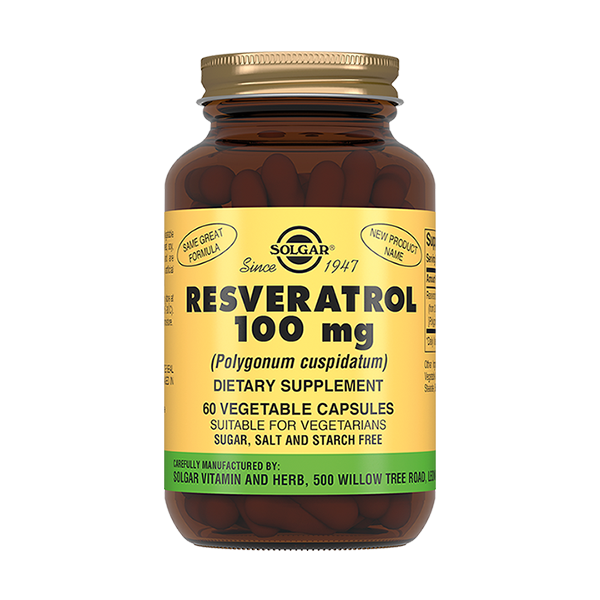 SAME GREAT
FORMULA
SOLGAR®
Since 1947
NEW PRODUCT
NAME
RESVERATROL
100 mg
(Polygonum cuspidatum)
DIETARY SUPPLEMENT
60 VEGETABLE CAPSULES
SUITABLE FOR VEGETARIANS
SUGAR, SALT AND STARCH FREE
CAREFULLY MANUFACTURED BY:
SOLGAR VITAMIN AND HERB, 500 WILLOW TREE ROAD,